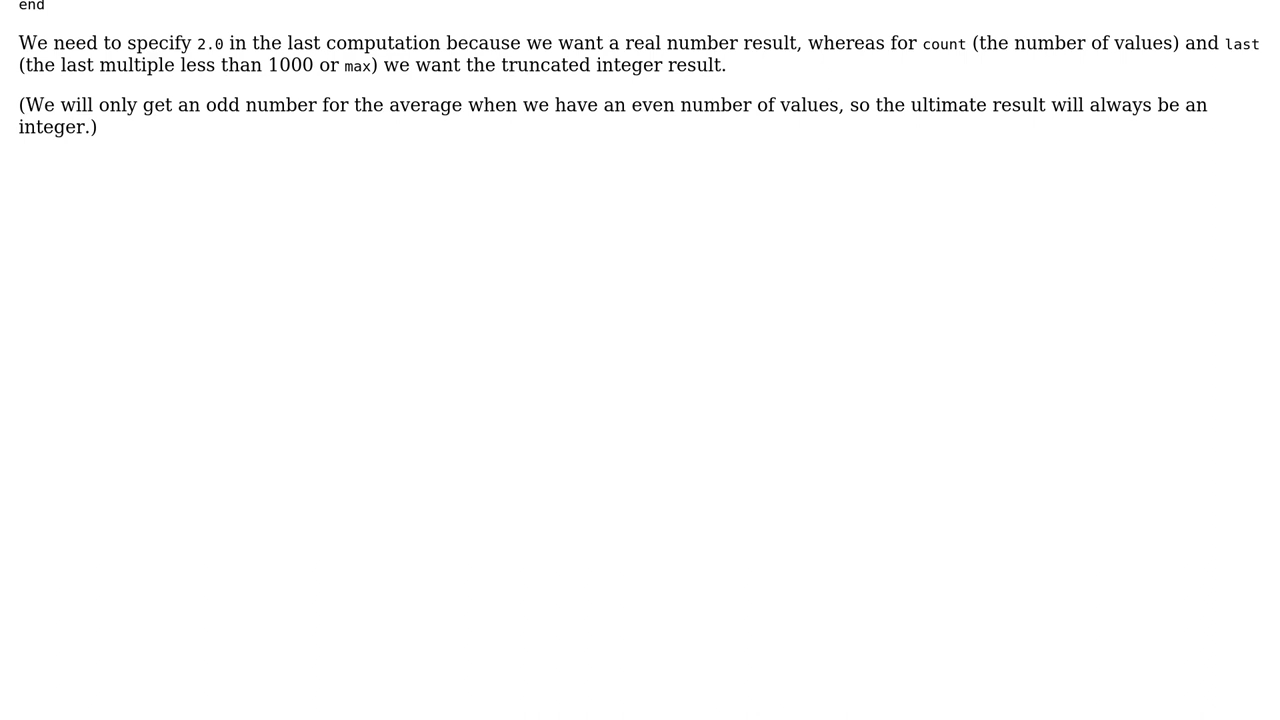 end
We need to specify 2.0 in the last computation because we want a real number result, whereas for count (the number of values) and last
(the last multiple less than 1000 or max) we want the truncated integer result.
(We will only get an odd number for the average when we have an even number of values, so the ultimate result will always be an
integer.)